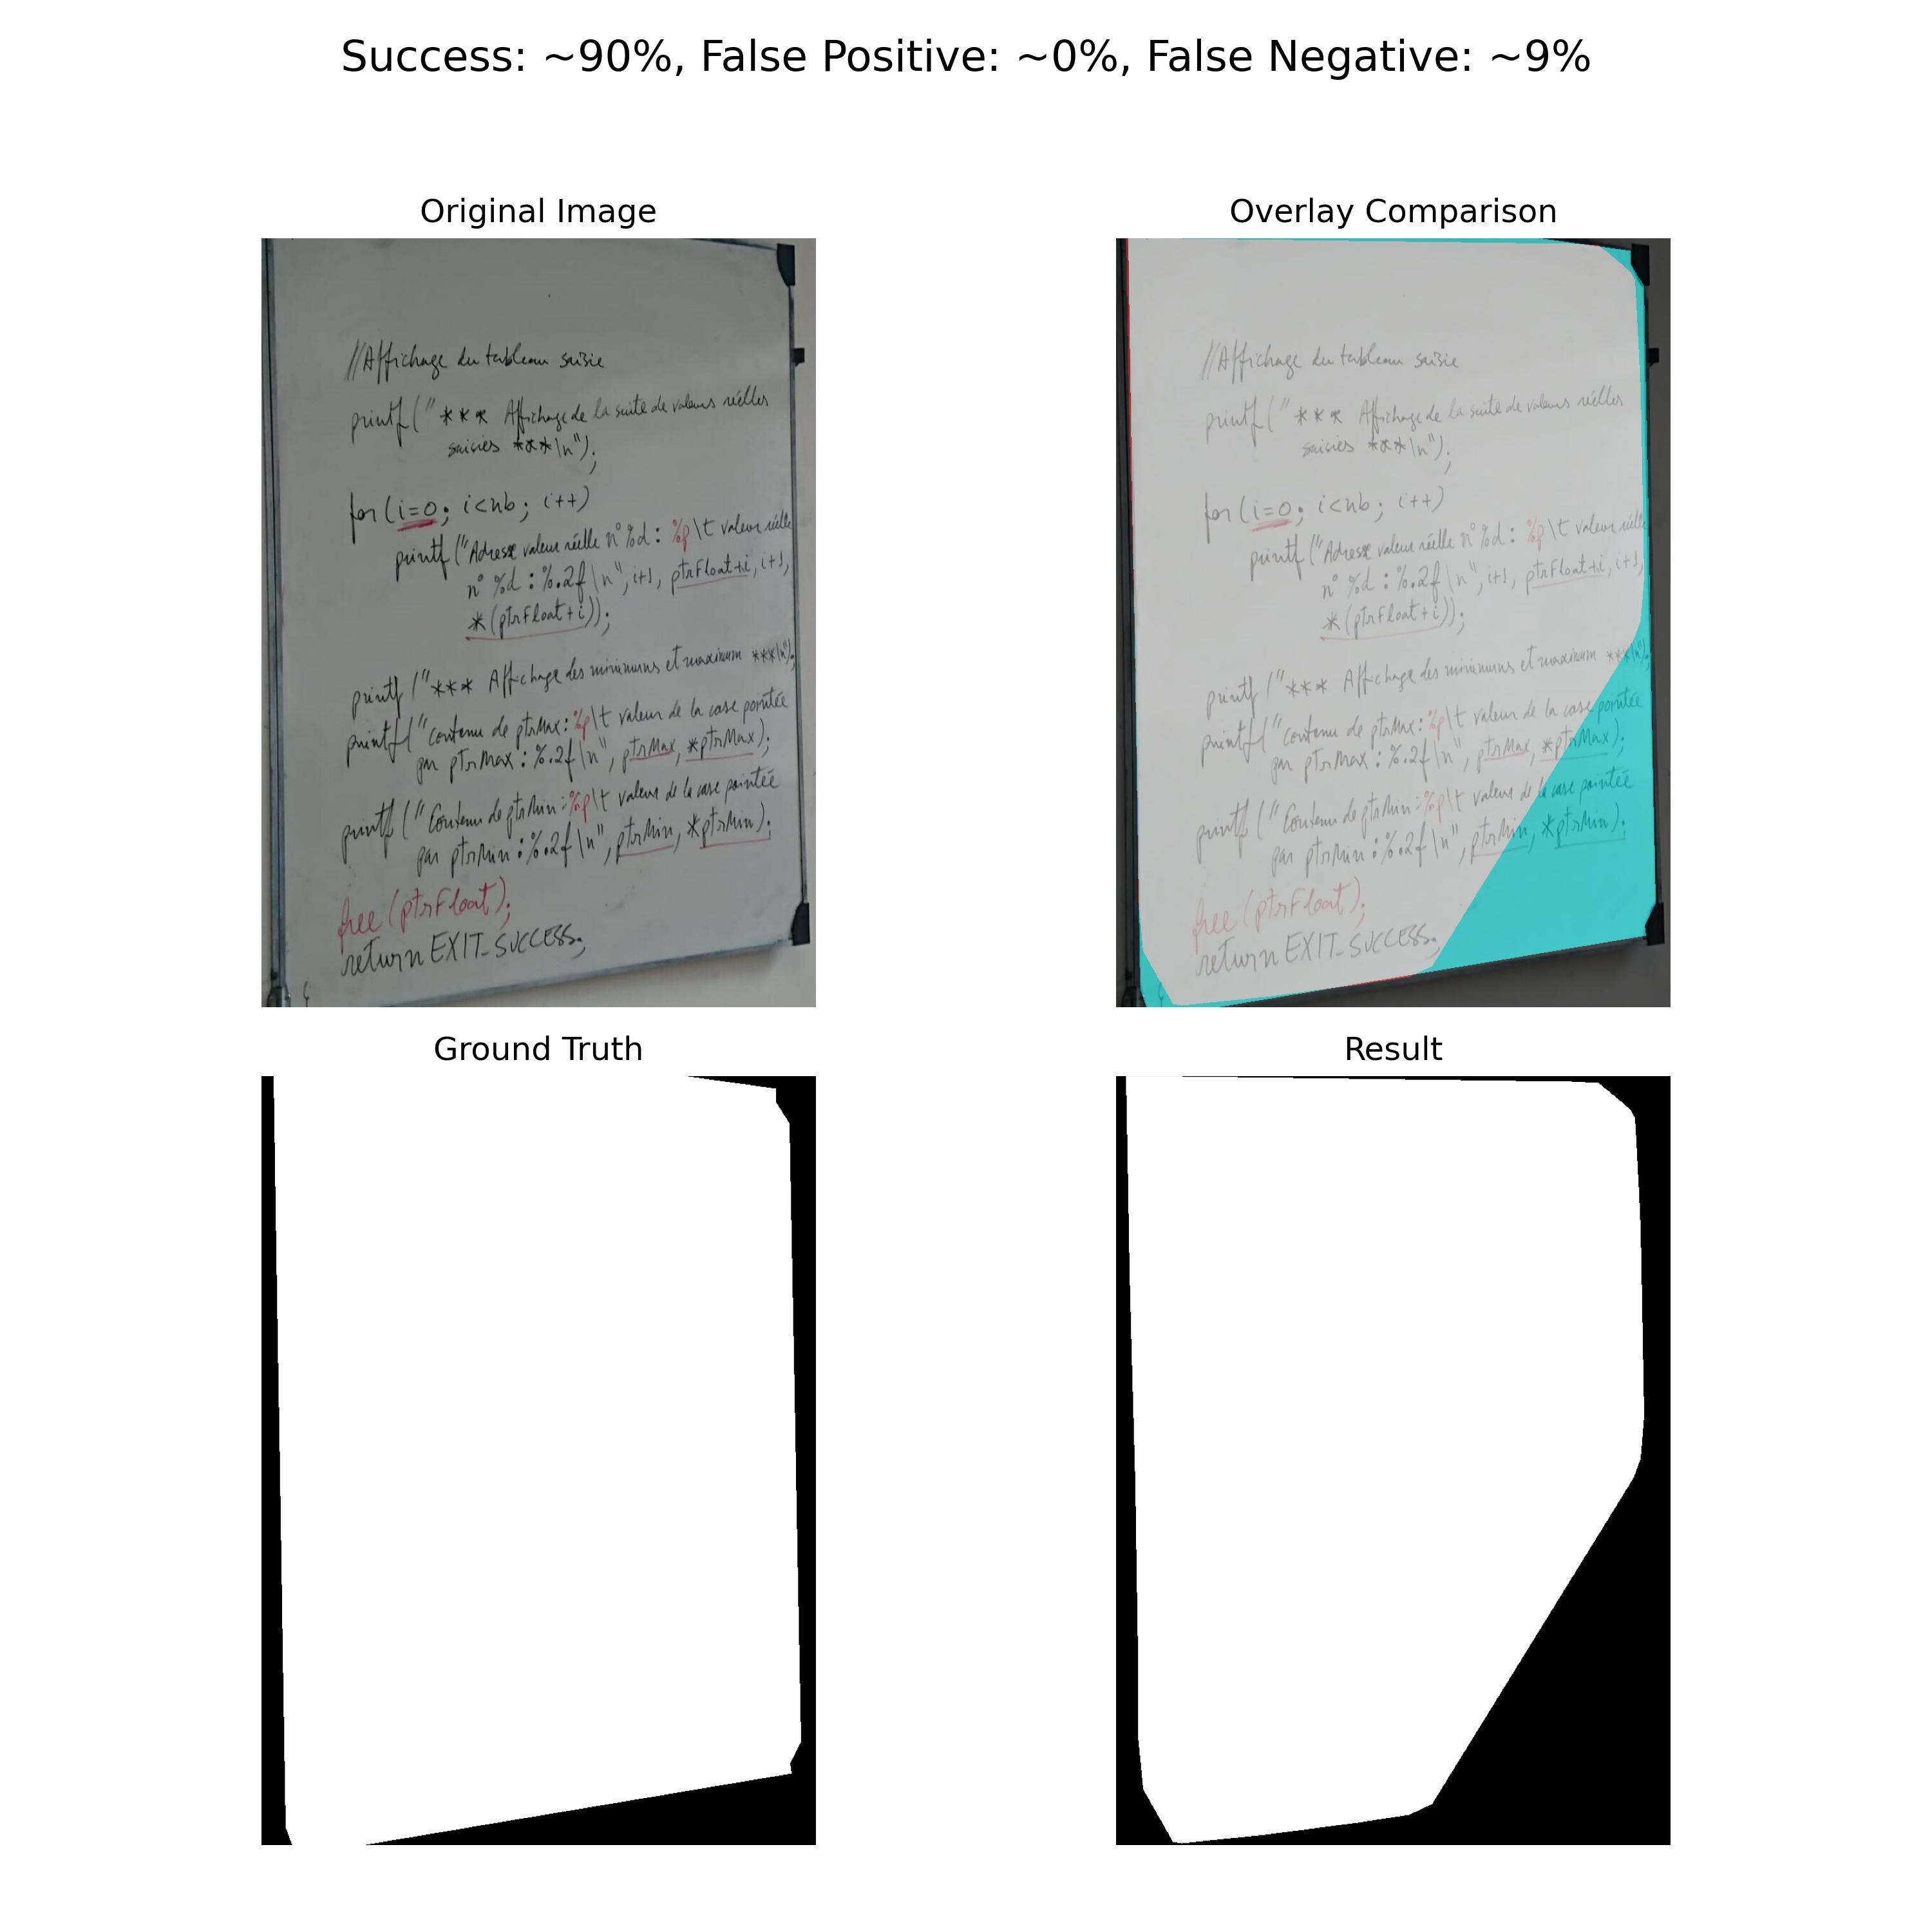 Success: ~90%, False Positive: ~0%, False Negative: ~9%
Original Image
//Affichage du tableau saisie
printf("*** Affichage de la suite de valeurs réelles
saisies ***\n");
for(i=0; i<nb; i++)
printf("Adresse valeur réelle n°%d: %p\t valeur réelle
n° %d : %.2f\n", i+1, ptrFloat+i, i+1,
*(ptrFloat+i));
printf("*** Affichage des minimums et maximum ***\n");
printf("Contenu de ptrMax: %p\t valeur de la case pointée
par ptrMax: %.2f\n", ptrMax, *ptrMax);
printf("Contenu de ptrMin: %p\t valeur de la case pointée
par ptrMin: %.2f\n", ptrMin, *ptrMin);
free(ptrFloat);
return EXIT_SUCCESS;
Overlay Comparison
//Affichage du tableau saisie
printf("*** Affichage de la suite de valeurs réelles
saisies ***\n");
for(i=0; i<nb; i++)
printf("Adresse valeur réelle n°%d: %p\t valeur réelle
n° %d : %.2f\n", i+1, ptrFloat+i, i+1,
*(ptrFloat+i));
printf("*** Affichage des minimums et maximum ***\n");
printf("Contenu de ptrMax: %p\t valeur de la case pointée
par ptrMax: %.2f\n", ptrMax, *ptrMax);
printf("Contenu de ptrMin: %p\t valeur de la case pointée
par ptrMin: %.2f\n", ptrMin, *ptrMin);
free(ptrFloat);
return EXIT_SUCCESS;
Ground Truth
Result